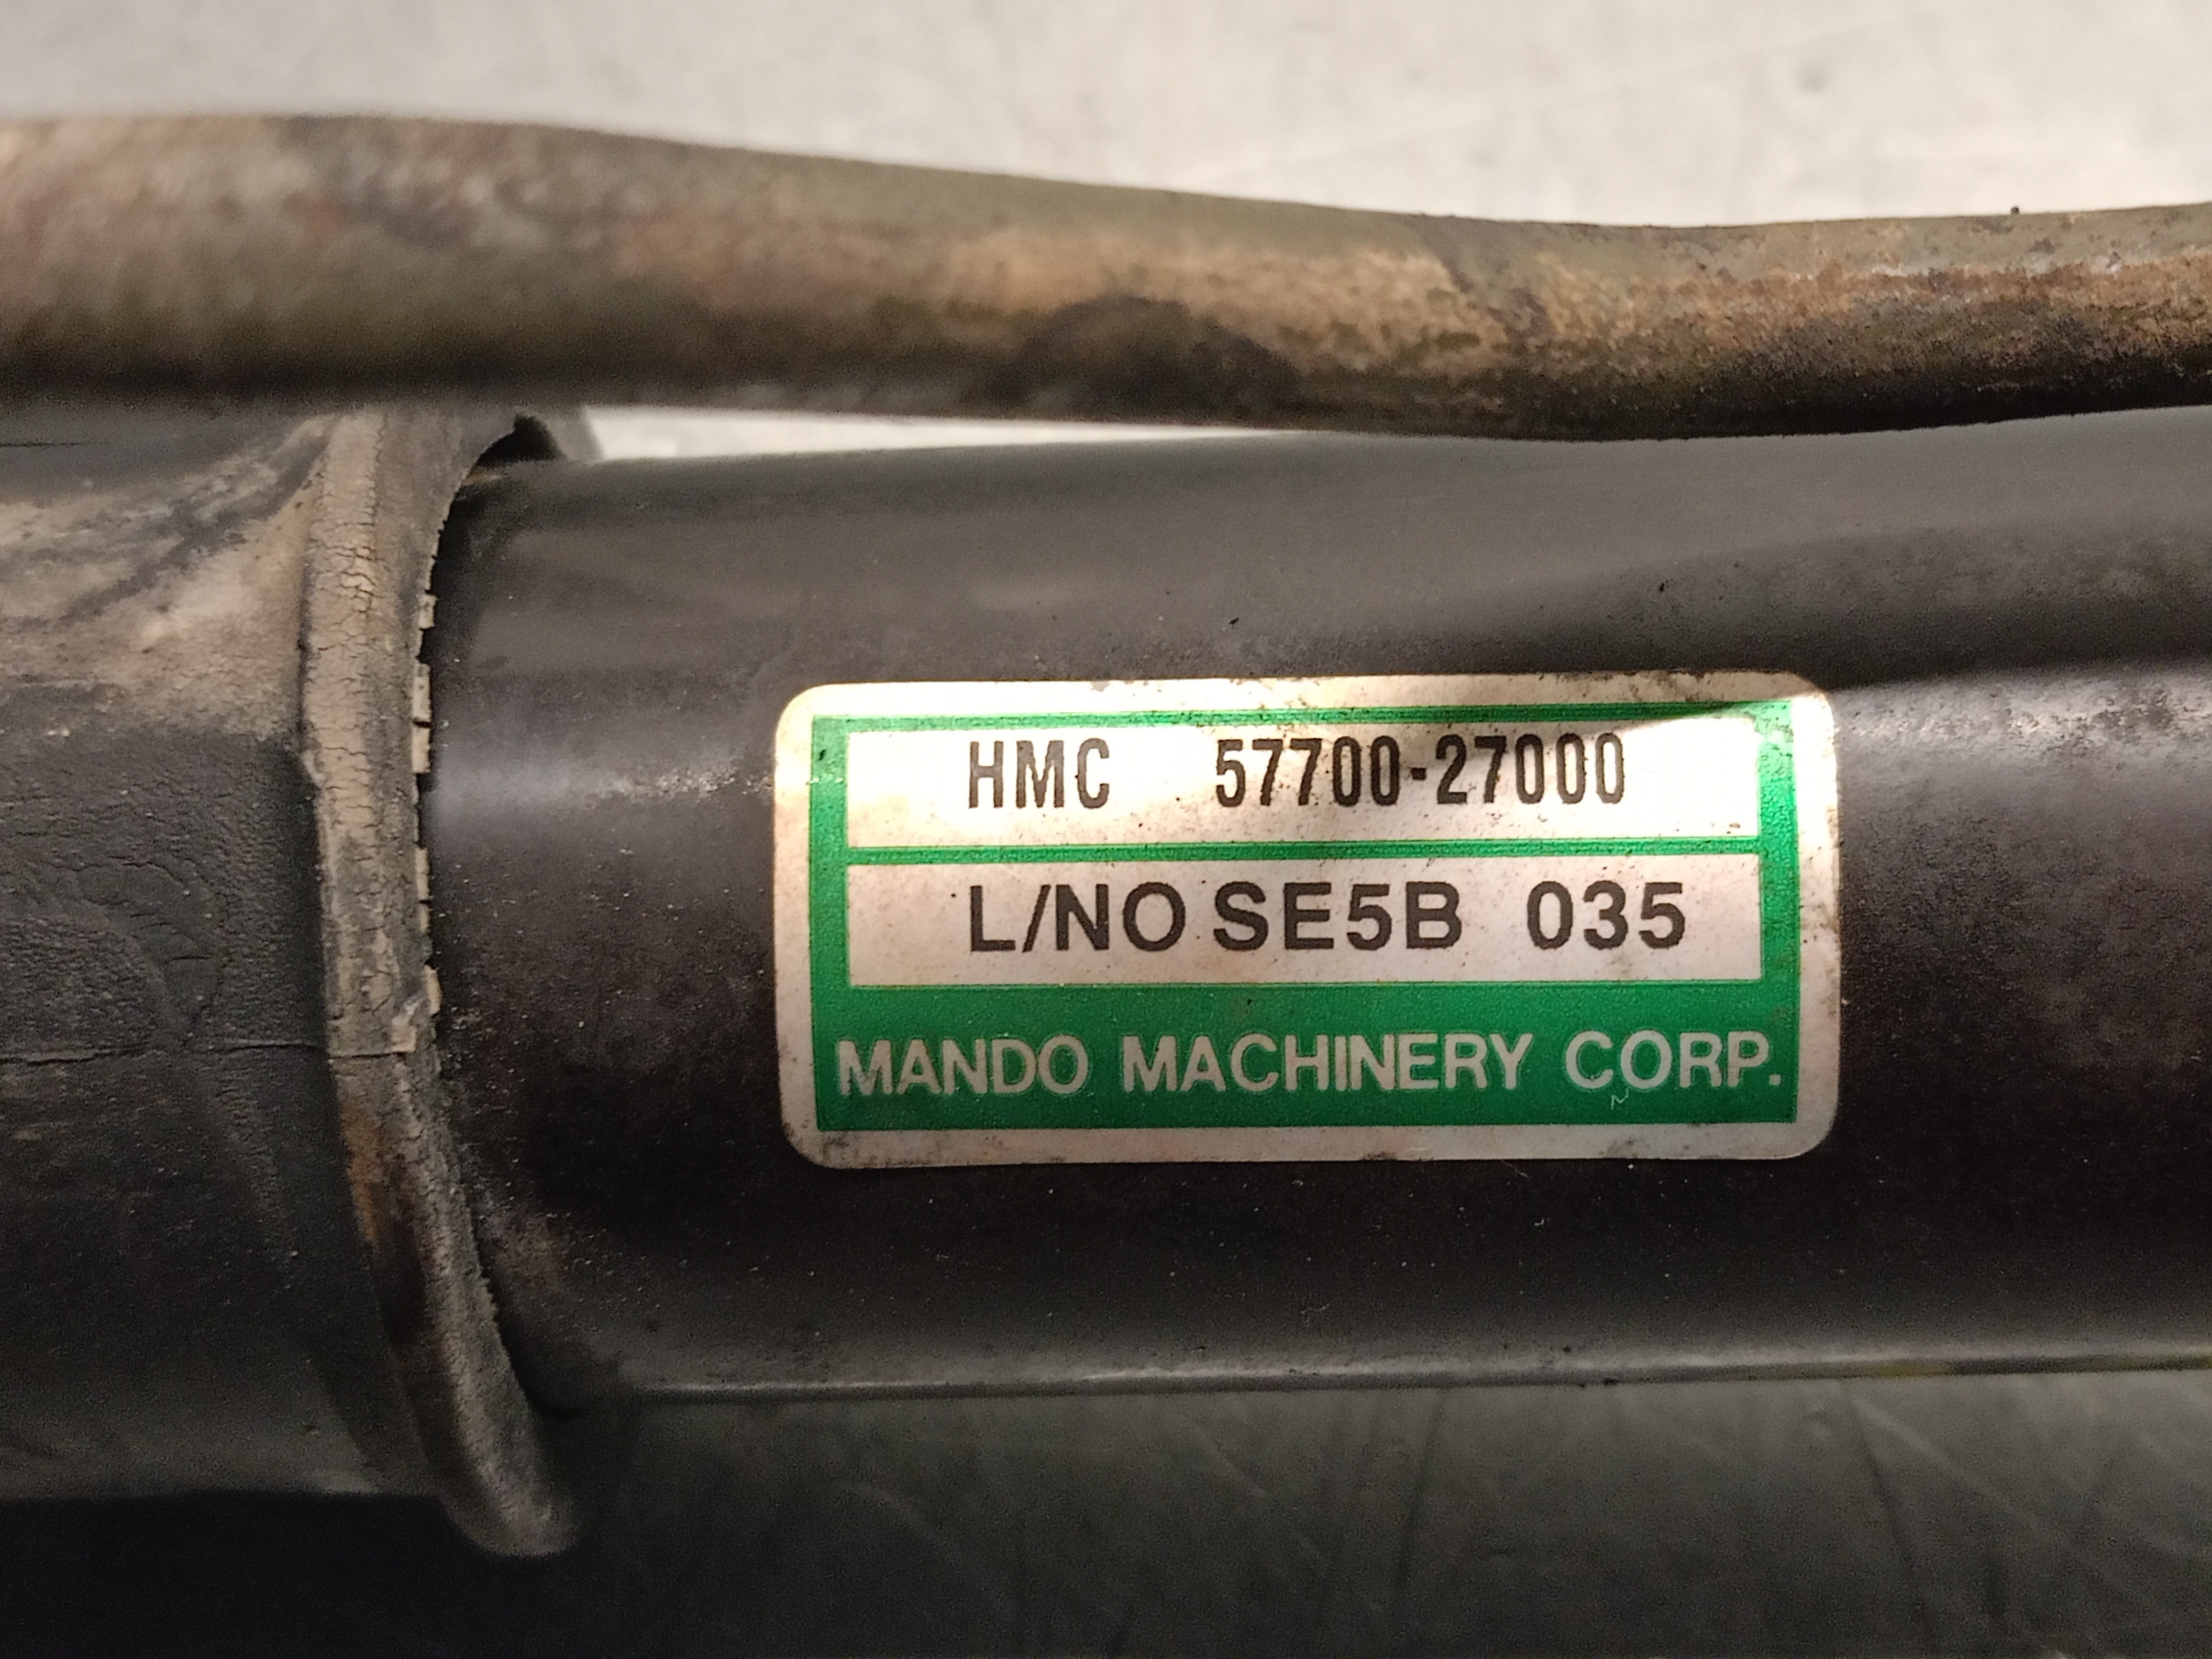 HMC 57700-27000
L/NO SE5B 035
MANDO MACHINERY CORP.